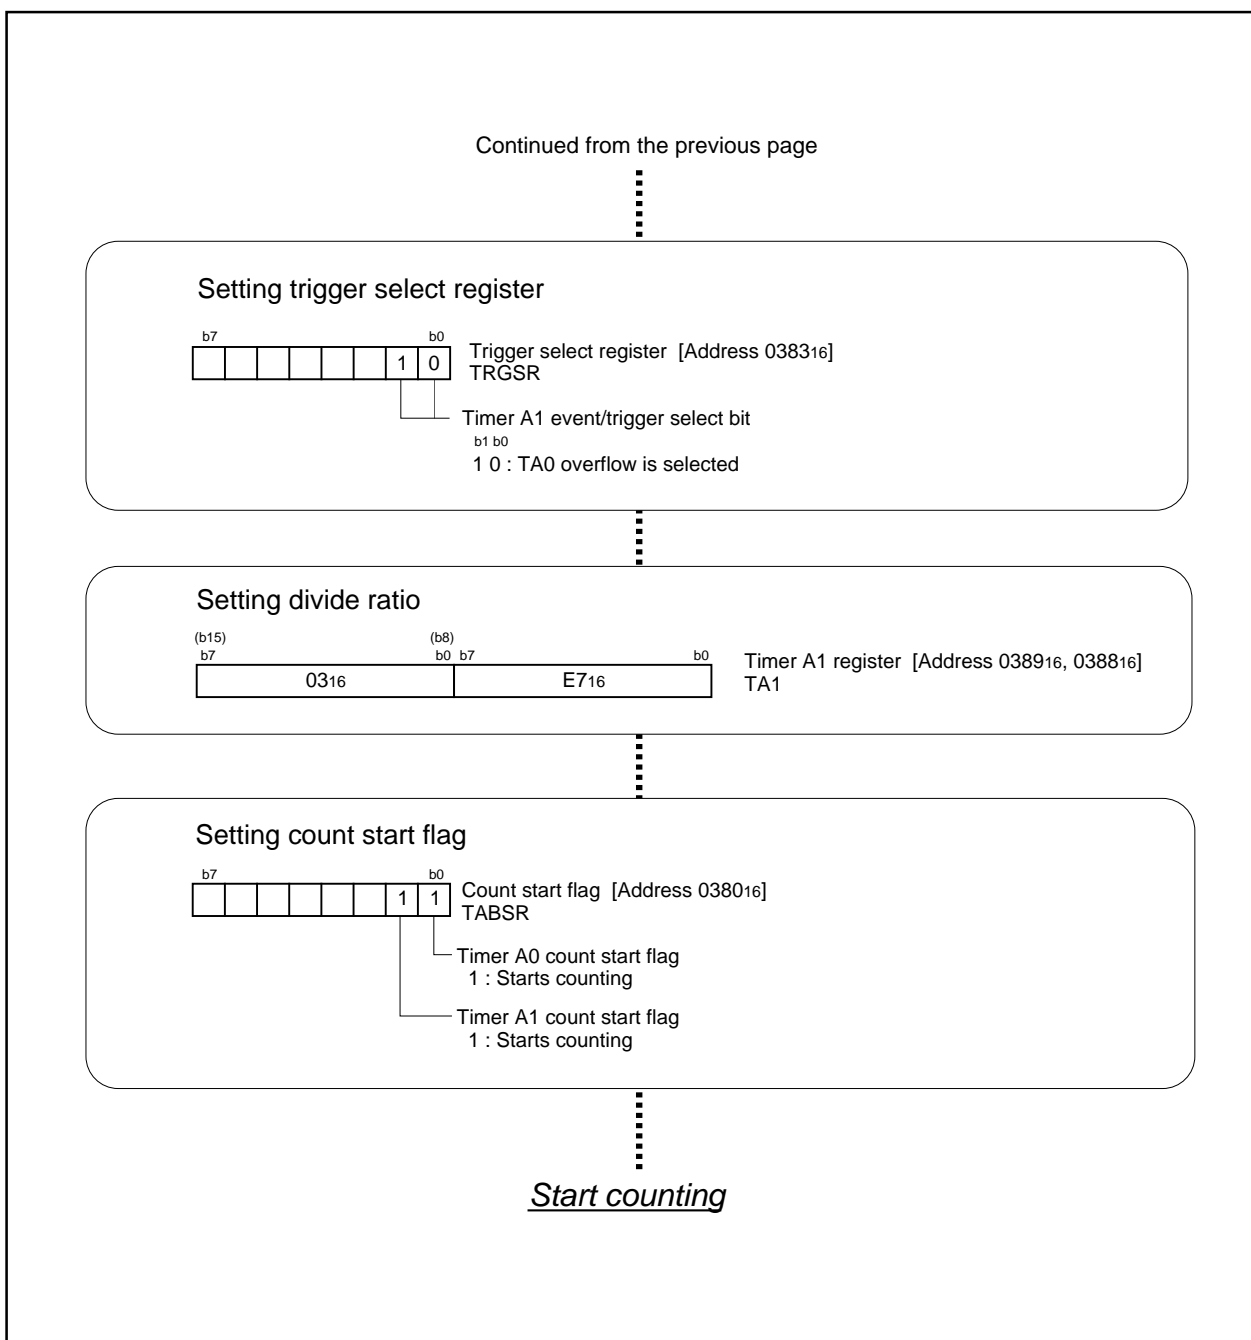 Continued from the previous page
Setting trigger select register
b7 b0
1 0
Trigger select register [Address 038316]
TRGSR
Timer A1 event/trigger select bit
b1 b0
1 0 : TA0 overflow is selected
Setting divide ratio
(b15) (b8)
b7 b0 b7 b0
0316 E716
Timer A1 register [Address 038916, 038816]
TA1
Setting count start flag
b7 b0
1 1
Count start flag [Address 038016]
TABSR
Timer A0 count start flag
1 : Starts counting
Timer A1 count start flag
1 : Starts counting
Start counting